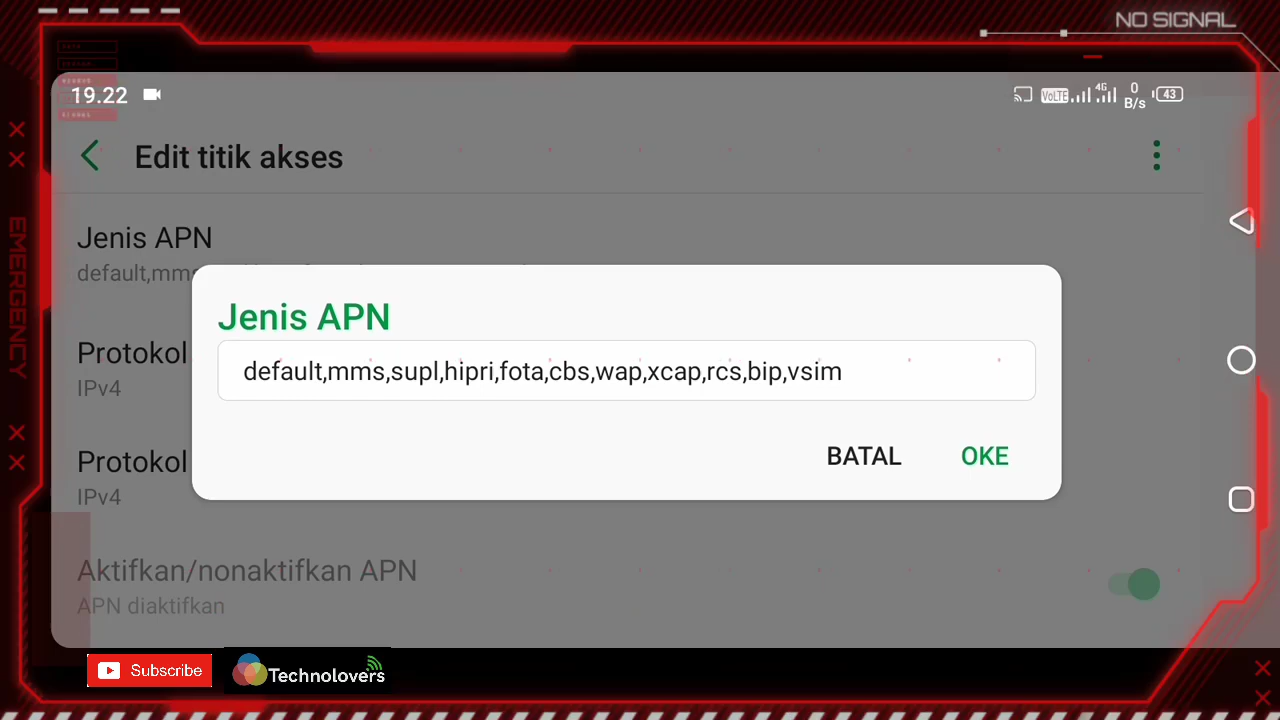 NO SIGNAL
19.22
VoLTE
4G
0
B/s
43
Edit titik akses
Jenis APN
default,mms
Jenis APN
default,mms,supl,hipri,fota,cbs,wap,xcap,rcs,bip,vsim
BATAL
OKE
Protokol
IPv4
Protokol
IPv4
Aktifkan/nonaktifkan APN
APN diaktifkan
EMERGENCY
Subscribe
Technolovers